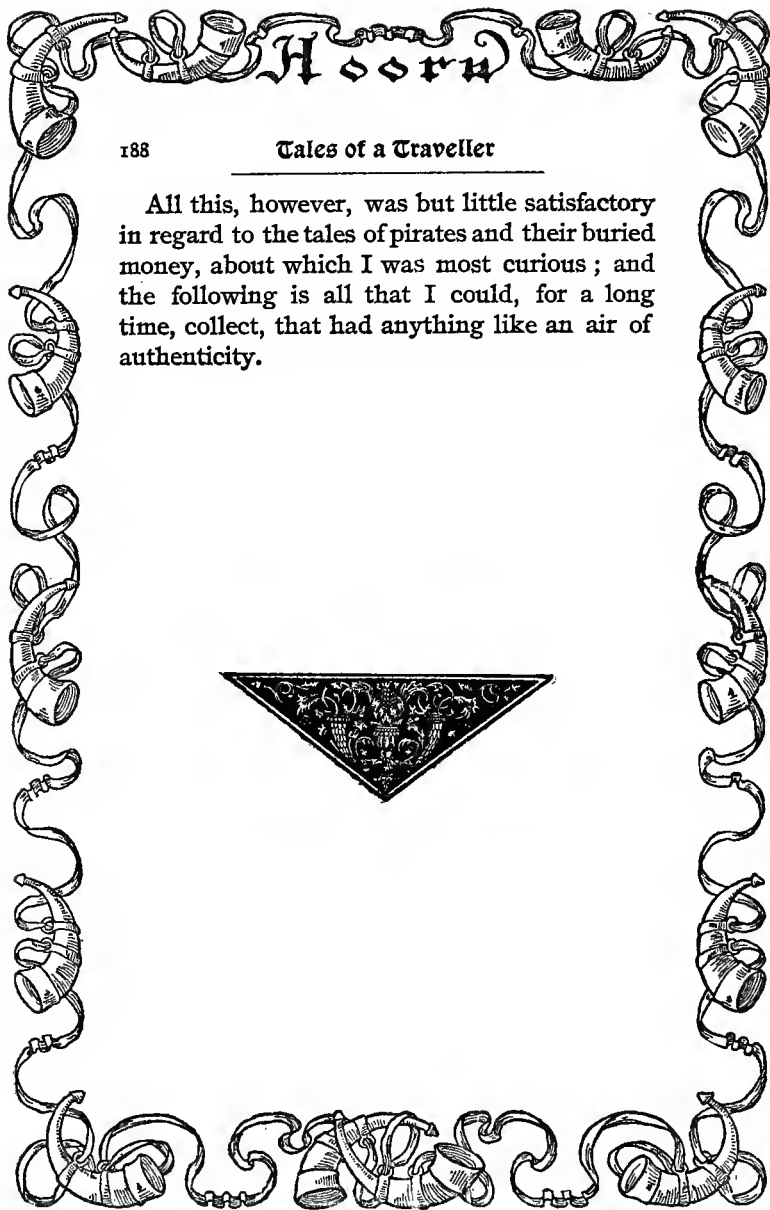 Hoorn
188 Tales of a Traveller
All this, however, was but little satisfactory
in regard to the tales of pirates and their buried
money, about which I was most curious ; and
the following is all that I could, for a long
time, collect, that had anything like an air of
authenticity.